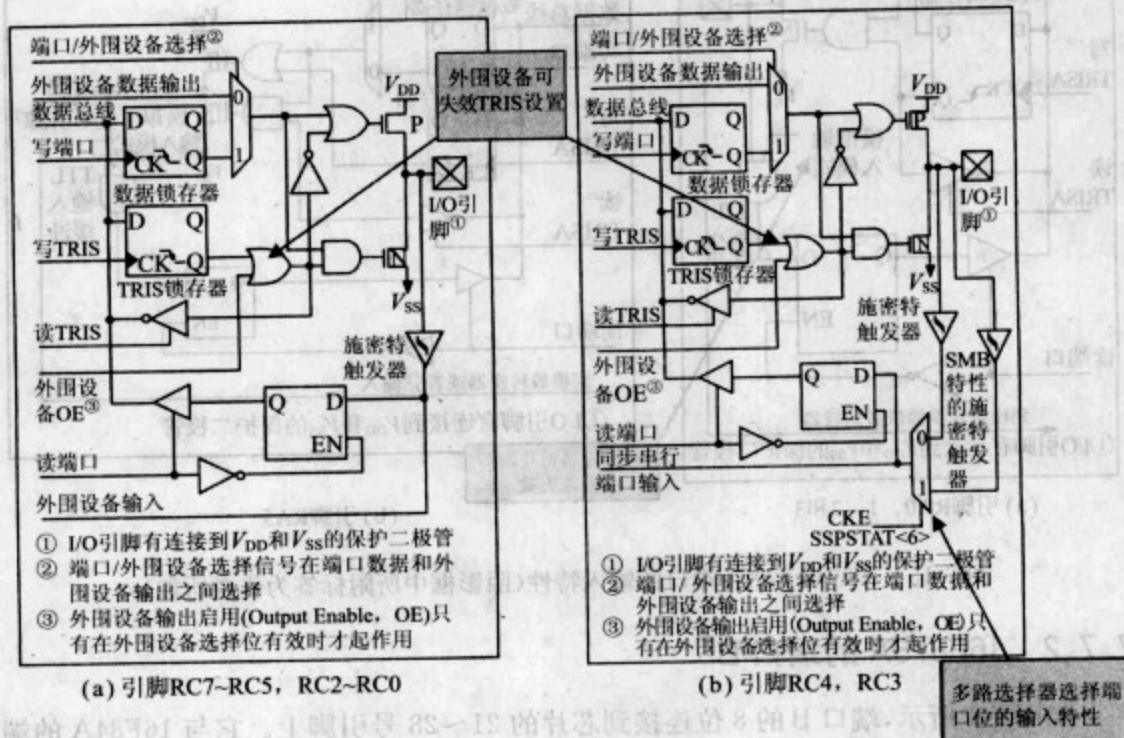 端口/外围设备选择②
外围设备数据输出
数据总线
写端口
0
1
D
Q
CK
Q
数据锁存器
D
Q
写TRIS
CK
Q
TRIS锁存器
读TRIS
外围设
备OE③
读端口
外围设备输入
VDD
P
I/O引
脚①
N
VSS
施密特
触发器
Q
D
EN
外围设备可
失效TRIS设置
① I/O引脚有连接到VDD和VSS的保护二极管
② 端口/外围设备选择信号在端口数据和外
围设备输出之间选择
③ 外围设备输出启用(Output Enable，OE)只
有在外围设备选择位有效时才起作用
(a) 引脚RC7~RC5，RC2~RC0
端口/外围设备选择②
外围设备数据输出
数据总线
写端口
0
1
D
Q
CK
Q
数据锁存器
D
Q
写TRIS
CK
Q
TRIS锁存器
读TRIS
外围设
备OE③
读端口
同步串行
端口输入
VDD
P
I/O引
脚①
N
VSS
施密特
触发器
SMB
特性的施
密特触发
器
Q
D
EN
0
1
CKE
SSPSTAT<6>
① I/O引脚有连接到VDD和VSS的保护二极管
② 端口/外围设备选择信号在端口数据和
外围设备输出之间选择
③ 外围设备输出启用(Output Enable，OE)只
有在外围设备选择位有效时才起作用
(b) 引脚RC4，RC3
多路选择器选择端
口位的输入特性